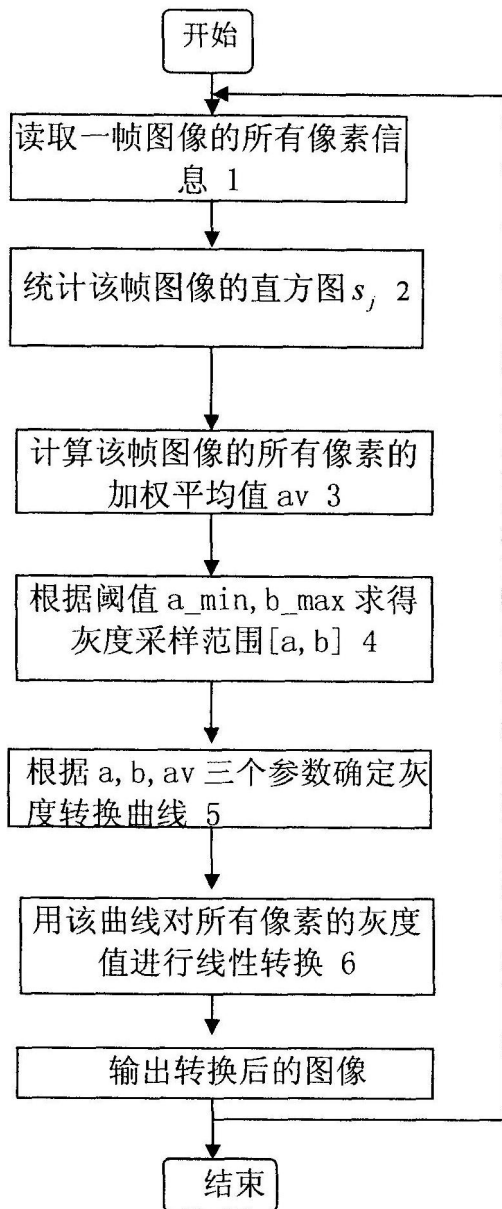 开始
读取一帧图像的所有像素信
息 1
统计该帧图像的直方图 s_j 2
计算该帧图像的所有像素的
加权平均值 av 3
根据阈值 a_min, b_max 求得
灰度采样范围[a, b] 4
根据 a, b, av 三个参数确定灰
度转换曲线 5
用该曲线对所有像素的灰度
值进行线性转换 6
输出转换后的图像
结束